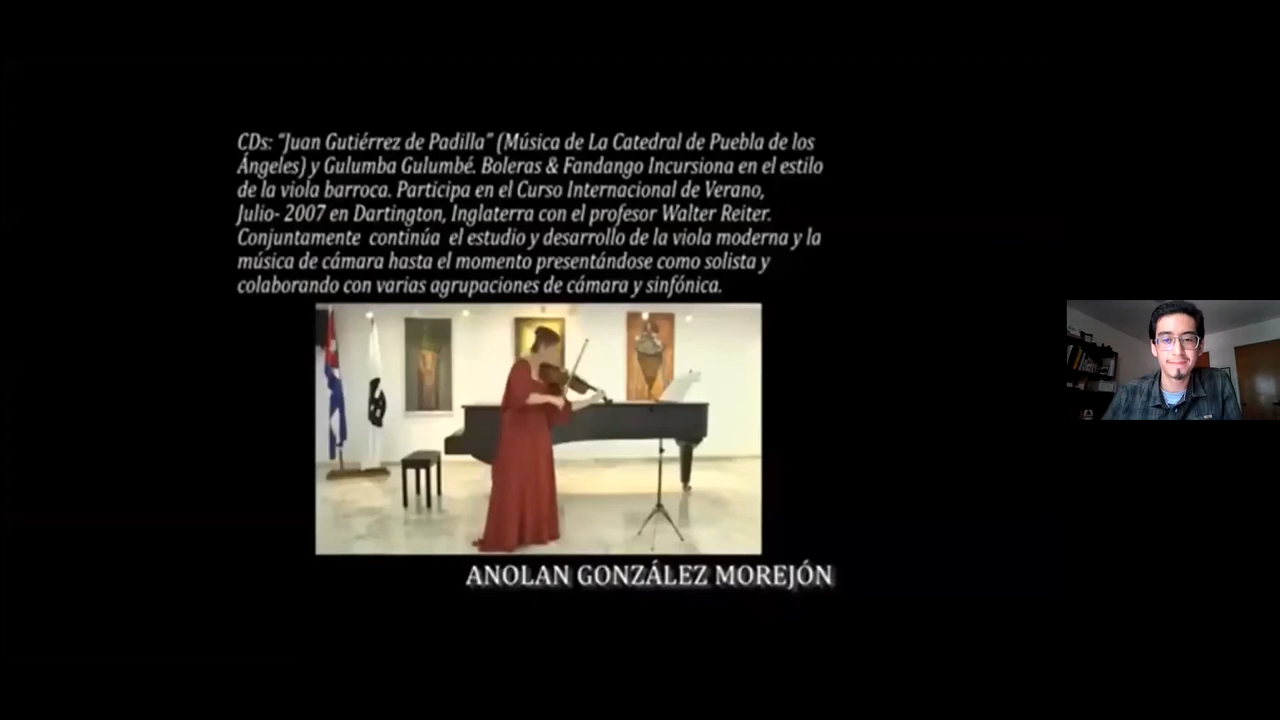 CDs: “Juan Gutiérrez de Padilla” (Música de La Catedral de Puebla de los
Ángeles) y Gulumba Gulumbé. Boleras & Fandango Incursiona en el estilo
de la viola barroca. Participa en el Curso Internacional de Verano,
Julio- 2007 en Dartington, Inglaterra con el profesor Walter Reiter.
Conjuntamente continúa el estudio y desarrollo de la viola moderna y la
música de cámara hasta el momento presentándose como solista y
colaborando con varias agrupaciones de cámara y sinfónica.
ANOLAN GONZÁLEZ MOREJÓN